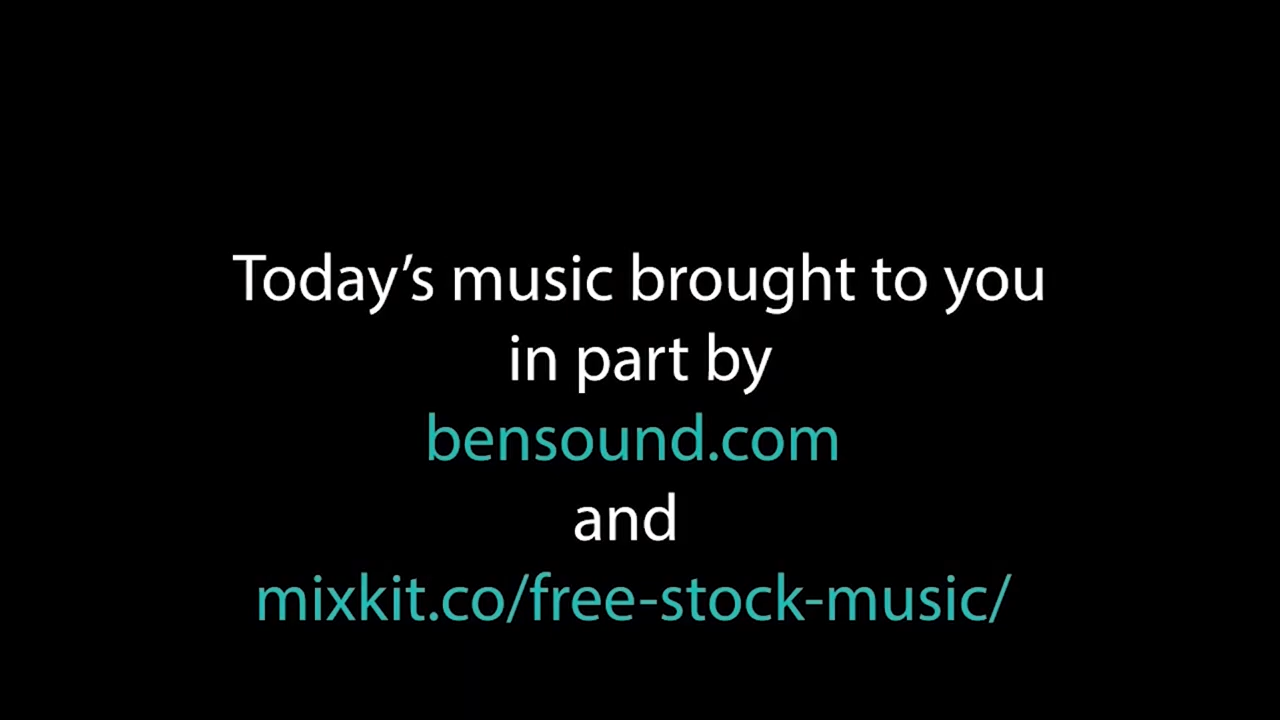 Today’s music brought to you
in part by
bensound.com
and
mixkit.co/free-stock-music/